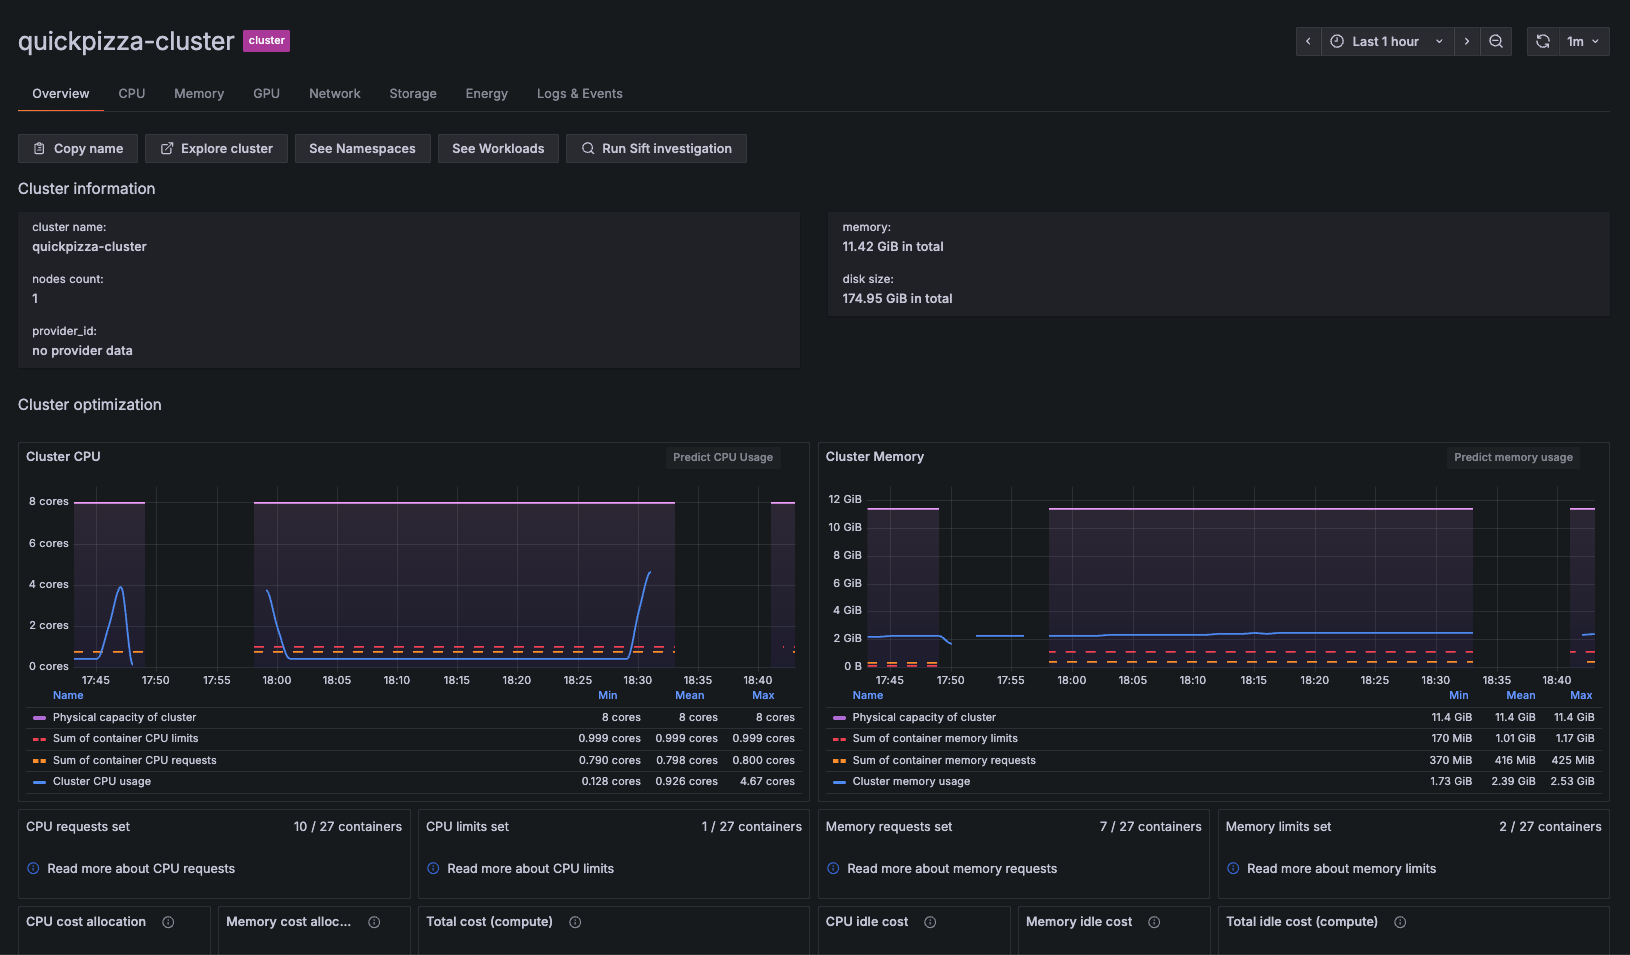 quickpizza-cluster cluster
Last 1 hour 1m
Overview CPU Memory GPU Network Storage Energy Logs & Events
Copy name Explore cluster See Namespaces See Workloads Run Sift investigation
Cluster information
cluster name:
quickpizza-cluster
nodes count:
1
provider_id:
no provider data
memory:
11.42 GiB in total
disk size:
174.95 GiB in total
Cluster optimization
Cluster CPU Predict CPU Usage
8 cores
6 cores
4 cores
2 cores
0 cores
17:45 17:50 17:55 18:00 18:05 18:10 18:15 18:20 18:25 18:30 18:35 18:40
Name Min Mean Max
Physical capacity of cluster 8 cores 8 cores 8 cores
Sum of container CPU limits 0.999 cores 0.999 cores 0.999 cores
Sum of container CPU requests 0.790 cores 0.798 cores 0.800 cores
Cluster CPU usage 0.128 cores 0.926 cores 4.67 cores
Cluster Memory Predict memory usage
12 GiB
10 GiB
8 GiB
6 GiB
4 GiB
2 GiB
0 B
17:45 17:50 17:55 18:00 18:05 18:10 18:15 18:20 18:25 18:30 18:35 18:40
Name Min Mean Max
Physical capacity of cluster 11.4 GiB 11.4 GiB 11.4 GiB
Sum of container memory limits 170 MiB 1.01 GiB 1.17 GiB
Sum of container memory requests 370 MiB 416 MiB 425 MiB
Cluster memory usage 1.73 GiB 2.39 GiB 2.53 GiB
CPU requests set 10 / 27 containers
Read more about CPU requests
CPU limits set 1 / 27 containers
Read more about CPU limits
Memory requests set 7 / 27 containers
Read more about memory requests
Memory limits set 2 / 27 containers
Read more about memory limits
CPU cost allocation
Memory cost alloc...
Total cost (compute)
CPU idle cost
Memory idle cost
Total idle cost (compute)